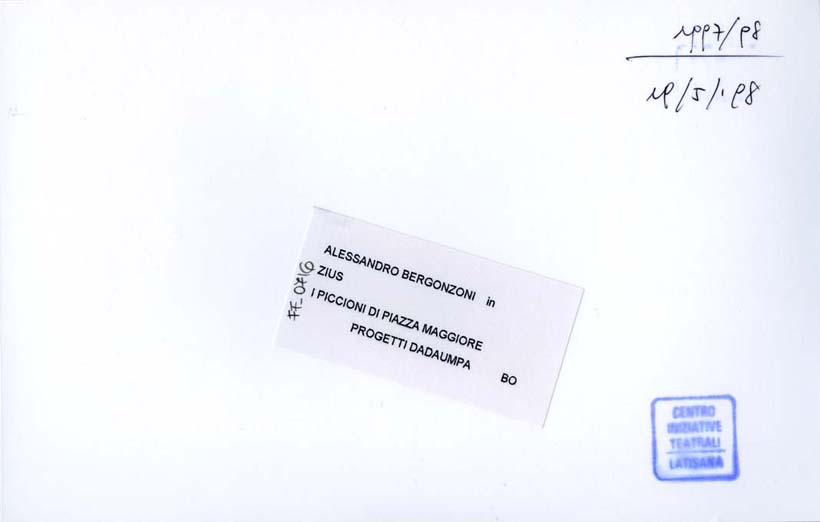 1997/98
19/5/'98
ALESSANDRO BERGONZONI in
ZIUS
I PICCIONI DI PIAZZA MAGGIORE
PROGETTI DADAUMPA
BO
FF_0716
CENTRO
INIZIATIVE
TEATRALI
LATISANA